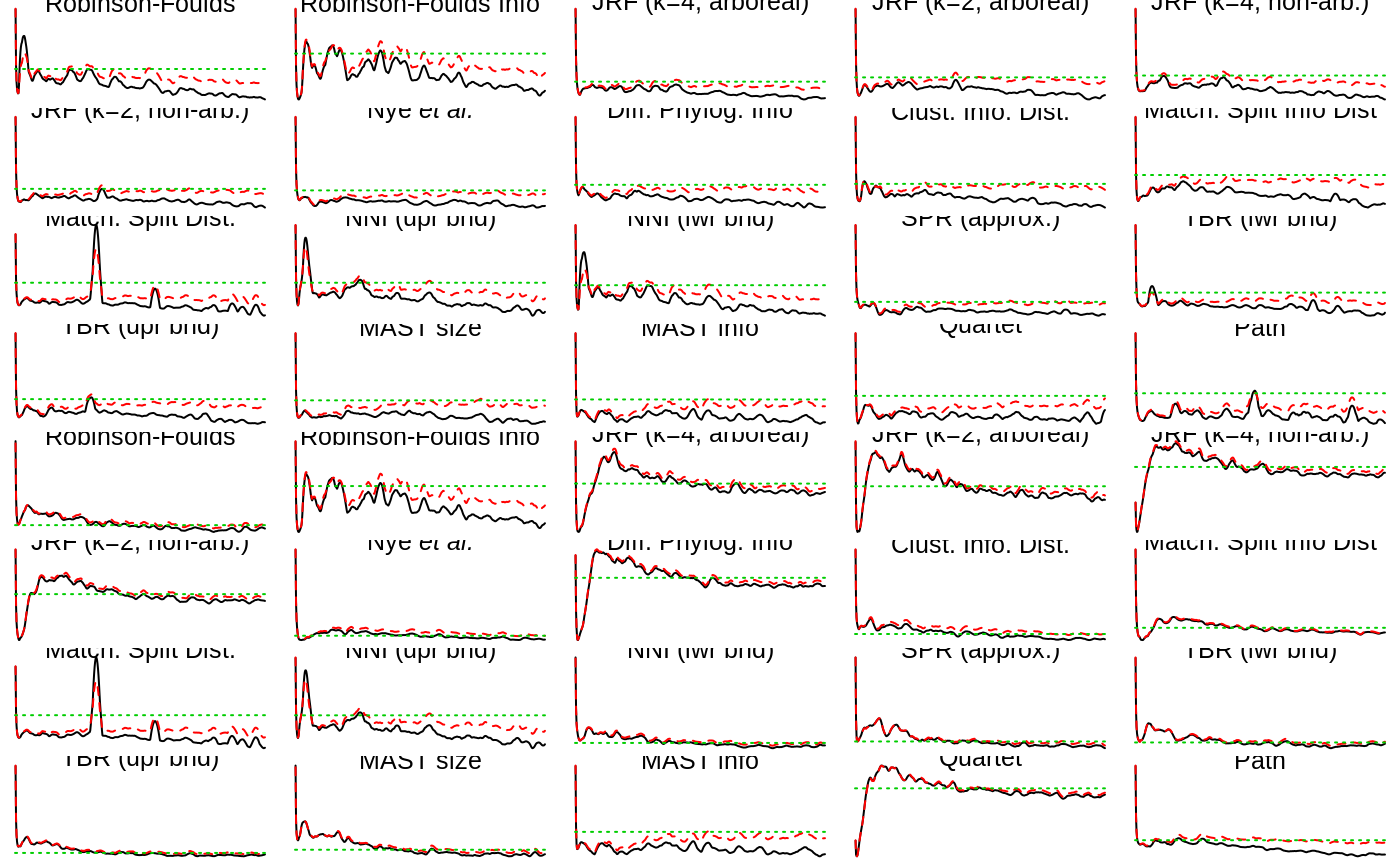 Robinson-Foulds Robinson-Foulds Info JRF (k=4, arboreal) JRF (k=2, arboreal) JRF (k=4, non-arb.)
JRF (k=2, non-arb.) Nye et al. Diff. Phylog. Info Clust. Info. Dist. Match. Split Info Dist
Match. Split Dist. NNI (upr bnd) NNI (lwr bnd) SPR (approx.) TBR (lwr bnd)
TBR (upr bnd) MAST size MAST info Quartet Path
Robinson-Foulds Robinson-Foulds Info JRF (k=4, arboreal) JRF (k=2, arboreal) JRF (k=4, non-arb.)
JRF (k=2, non-arb.) Nye et al. Diff. Phylog. Info Clust. Info. Dist. Match. Split Info Dist
Match. Split Dist. NNI (upr bnd) NNI (lwr bnd) SPR (approx.) TBR (lwr bnd)
TBR (upr bnd) MAST size MAST info Quartet Path